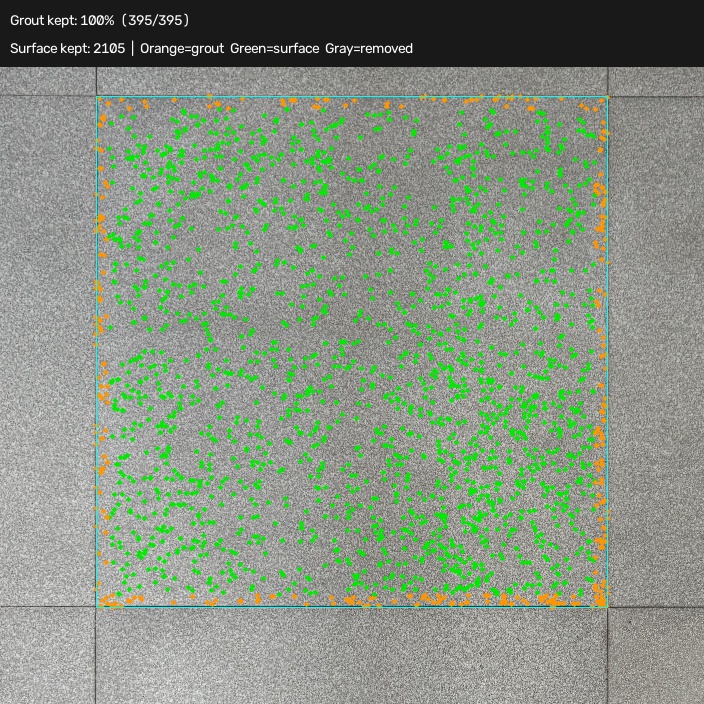 Grout kept: 100% (395/395)
Surface kept: 2105 | Orange=grout Green=surface Gray=removed